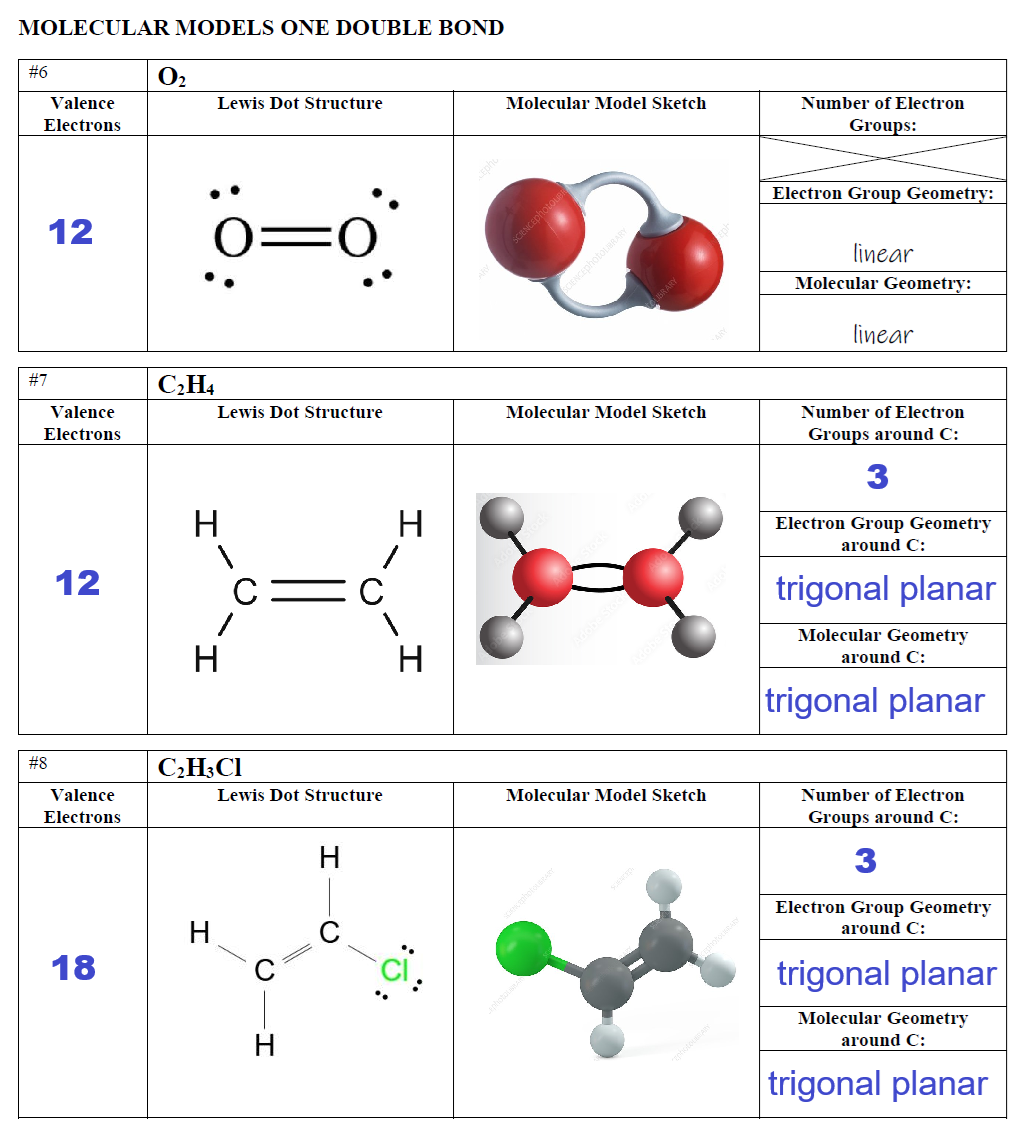 MOLECULAR MODELS ONE DOUBLE BOND
#6
O₂
Valence
Electrons
Lewis Dot Structure
Molecular Model Sketch
Number of Electron
Groups:
12
O
O
Electron Group Geometry:
linear
Molecular Geometry:
linear
#7
C₂H₄
Valence
Electrons
Lewis Dot Structure
Molecular Model Sketch
Number of Electron
Groups around C:
12
H H
C C
H H
3
Electron Group Geometry
around C:
trigonal planar
Molecular Geometry
around C:
trigonal planar
#8
C₂H₃Cl
Valence
Electrons
Lewis Dot Structure
Molecular Model Sketch
Number of Electron
Groups around C:
18
H
H C
C Cl
H
3
Electron Group Geometry
around C:
trigonal planar
Molecular Geometry
around C:
trigonal planar